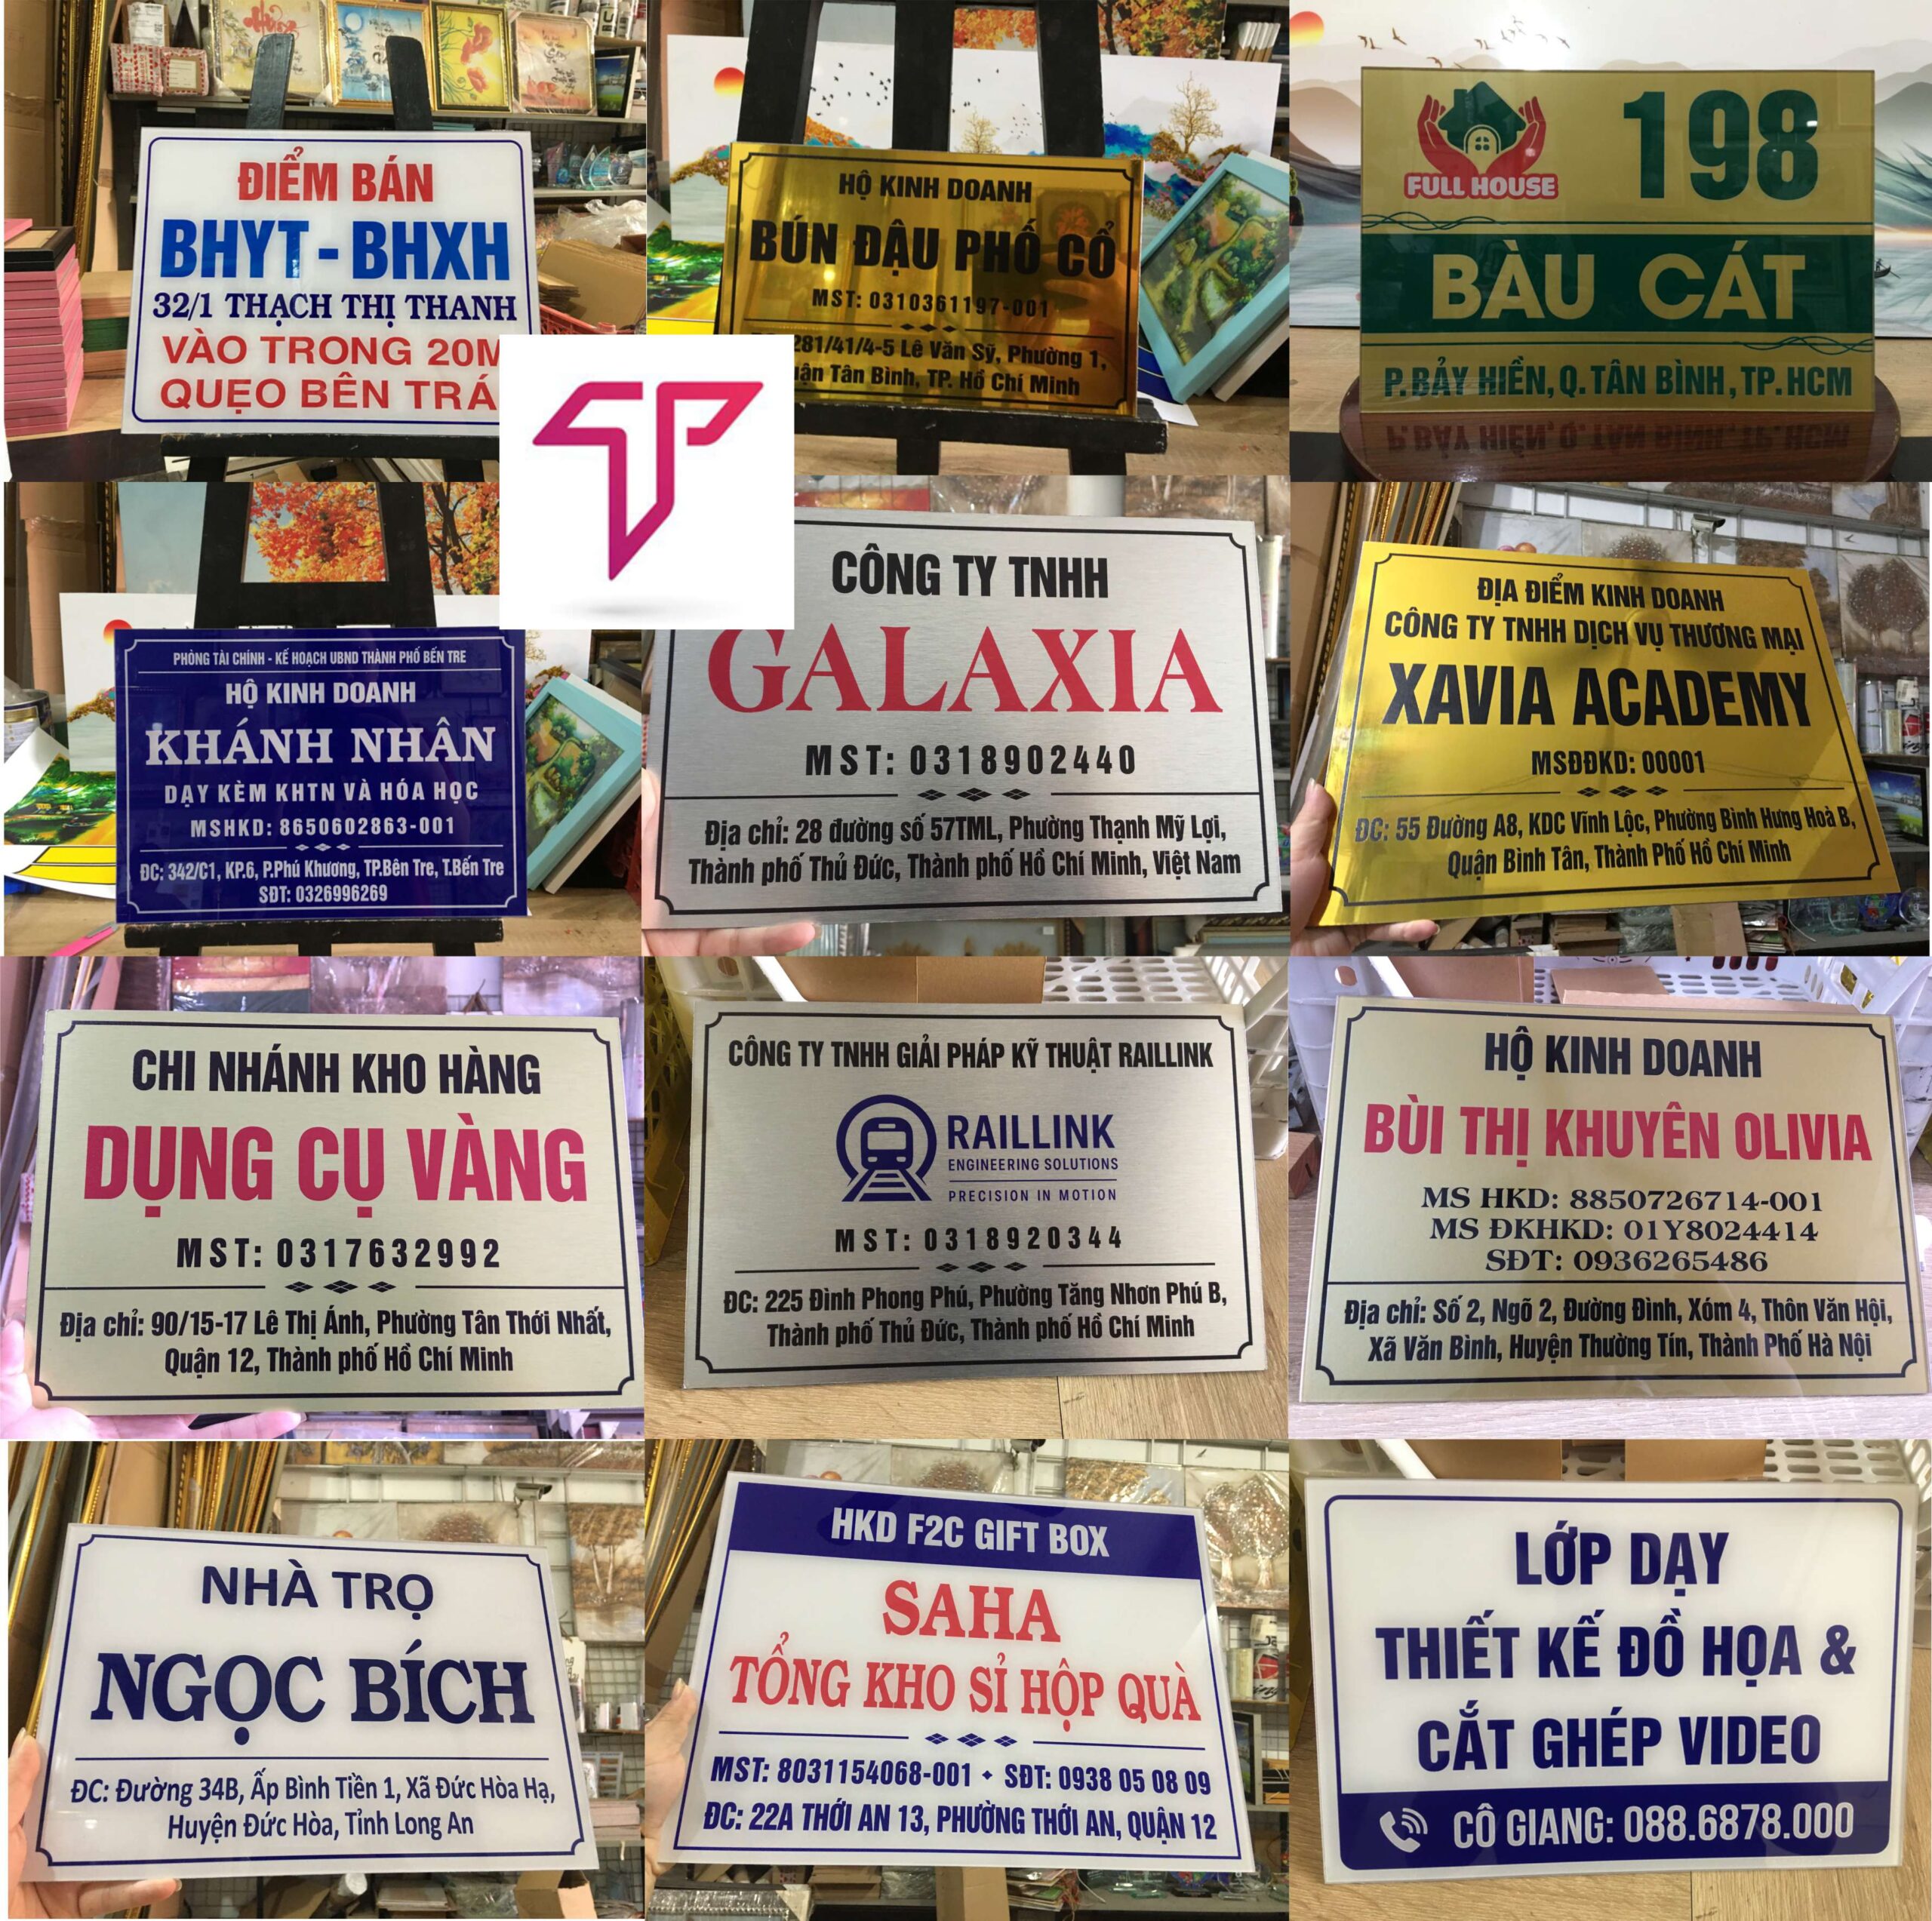 ĐIỂM BÁN
BHYT - BHXH
32/1 THẠCH THỊ THANH
VÀO TRONG 20M
QUẸO BÊN TRÁ
HỘ KINH DOANH
BÚN ĐẬU PHỐ CỔ
MST: 0310361197-001
281/41/4-5 Lê Văn Sỹ, Phường 1,
Tân Bình, TP. Hồ Chí Minh
FULL HOUSE
198
BÀU CÁT
P.BẢY HIỀN, Q. TÂN BÌNH, TP. HCM
PHÒNG TÀI CHÍNH - KẾ HOẠCH UBND THÀNH PHỐ BẾN TRE
HỘ KINH DOANH
KHÁNH NHÂN
DẠY KÈM KHTN VÀ HÓA HỌC
MSHKD: 8650602863-001
ĐC: 342/C1, KP.6, P.Phú Khương, TP.Bên Tre, T.Bến Tre
SĐT: 0326996269
CÔNG TY TNHH
GALAXIA
MST: 0318902440
Địa chỉ: 28 đường số 57TML, Phường Thạnh Mỹ Lợi,
Thành phố Thủ Đức, Thành phố Hồ Chí Minh, Việt Nam
ĐỊA ĐIỂM KINH DOANH
CÔNG TY TNHH DỊCH VỤ THƯƠNG MẠI
XAVIA ACADEMY
MSĐĐKD: 00001
ĐC: 55 Đường A8, KDC Vĩnh Lộc, Phường Bình Hưng Hoà B,
Quận Bình Tân, Thành Phố Hồ Chí Minh
CHI NHÁNH KHO HÀNG
DỤNG CỤ VÀNG
MST: 0317632992
Địa chỉ: 90/15-17 Lê Thị Ánh, Phường Tân Thới Nhất,
Quận 12, Thành phố Hồ Chí Minh
CÔNG TY TNHH GIẢI PHÁP KỸ THUẬT RAILLINK
RAILLINK
ENGINEERING SOLUTIONS
PRECISION IN MOTION
MST: 0318920344
ĐC: 225 Đình Phong Phú, Phường Tăng Nhơn Phú B,
Thành phố Thủ Đức, Thành phố Hồ Chí Minh
HỘ KINH DOANH
BÙI THỊ KHUYÊN OLIVIA
MS HKD: 8850726714-001
MS ĐKHKD: 01Y8024414
SĐT: 0936265486
Địa chỉ: Số 2, Ngõ 2, Đường Đình, Xóm 4, Thôn Văn Hội,
Xã Văn Bình, Huyện Thường Tín, Thành Phố Hà Nội
NHÀ TRỌ
NGỌC BÍCH
ĐC: Đường 34B, Ấp Bình Tiền 1, Xã Đức Hòa Hạ,
Huyện Đức Hòa, Tỉnh Long An
HKD F2C GIFT BOX
SAHA
TỔNG KHO SỈ HỘP QUÀ
MST: 8031154068-001 • SĐT: 0938 05 08 09
ĐC: 22A THỚI AN 13, PHƯỜNG THỚI AN, QUẬN 12
LỚP DẠY
THIẾT KẾ ĐỒ HỌA &
CẮT GHÉP VIDEO
CÔ GIANG: 088.6878.000